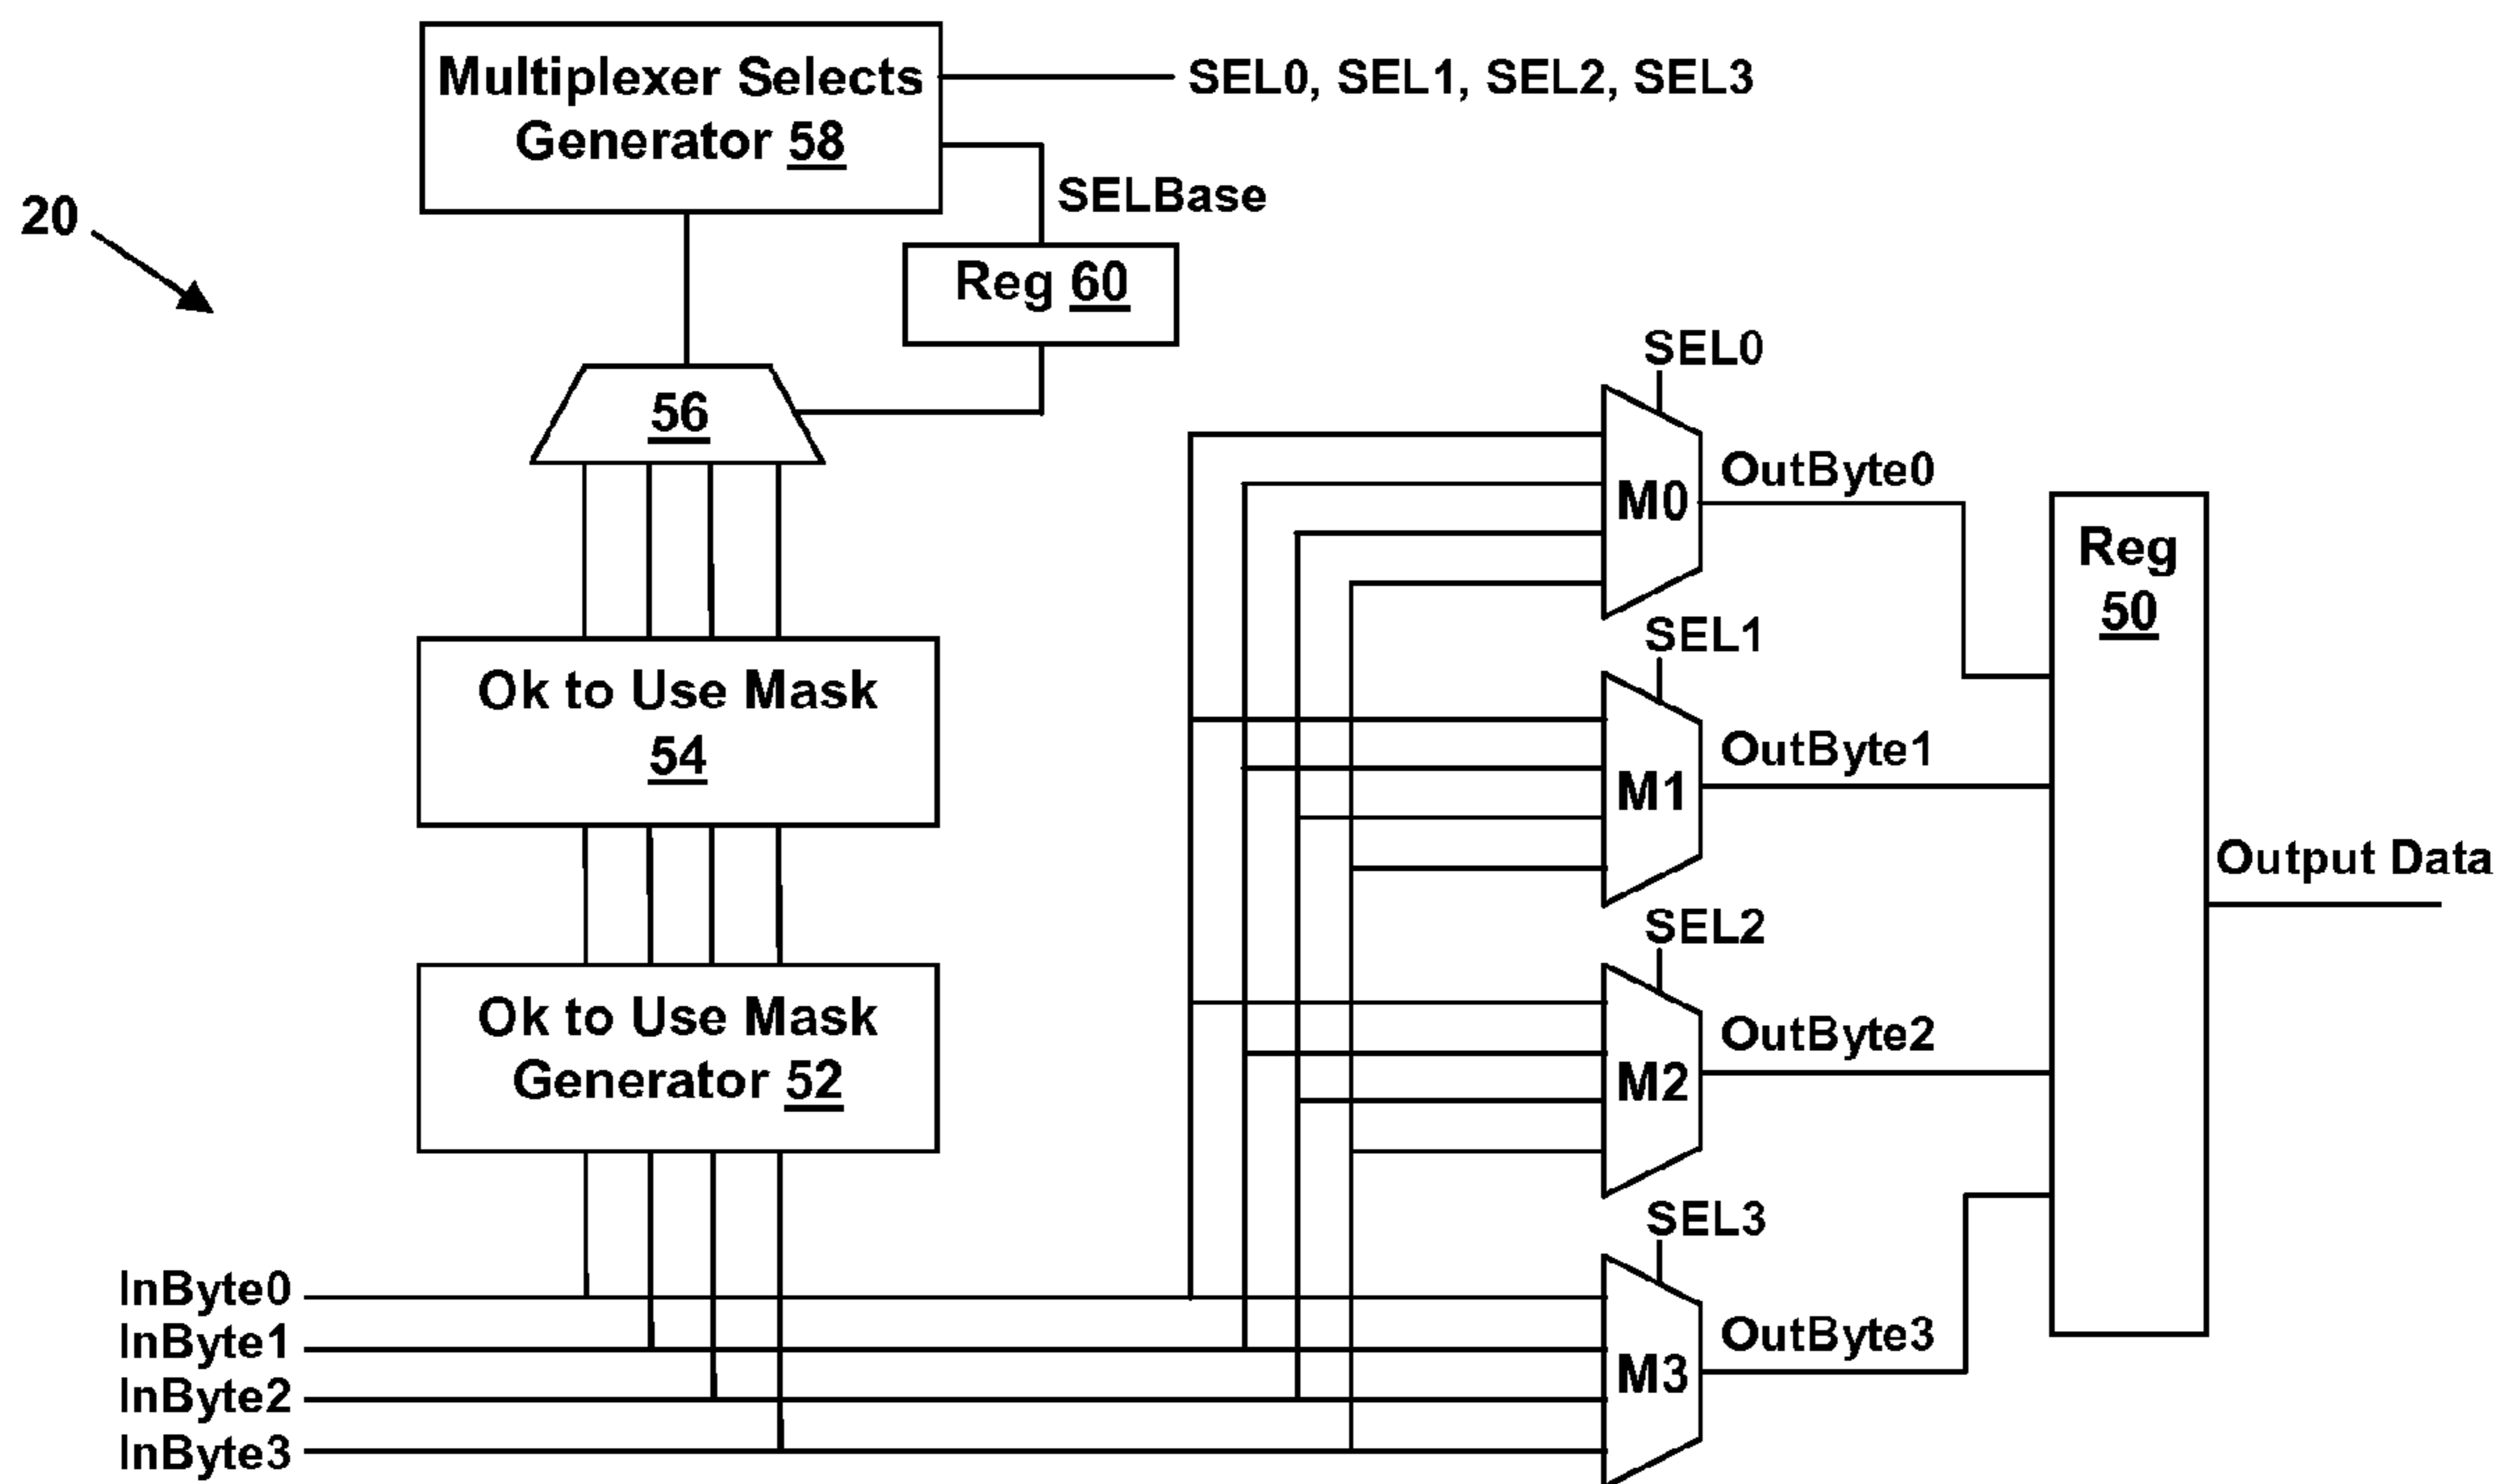 Multiplexer Selects
Generator 58
SEL0, SEL1, SEL2, SEL3
SELBase
20
Reg 60
56
SEL0
M0
OutByte0
Reg
50
Ok to Use Mask
54
SEL1
M1
OutByte1
Output Data
Ok to Use Mask
Generator 52
SEL2
M2
OutByte2
SEL3
M3
OutByte3
InByte0
InByte1
InByte2
InByte3